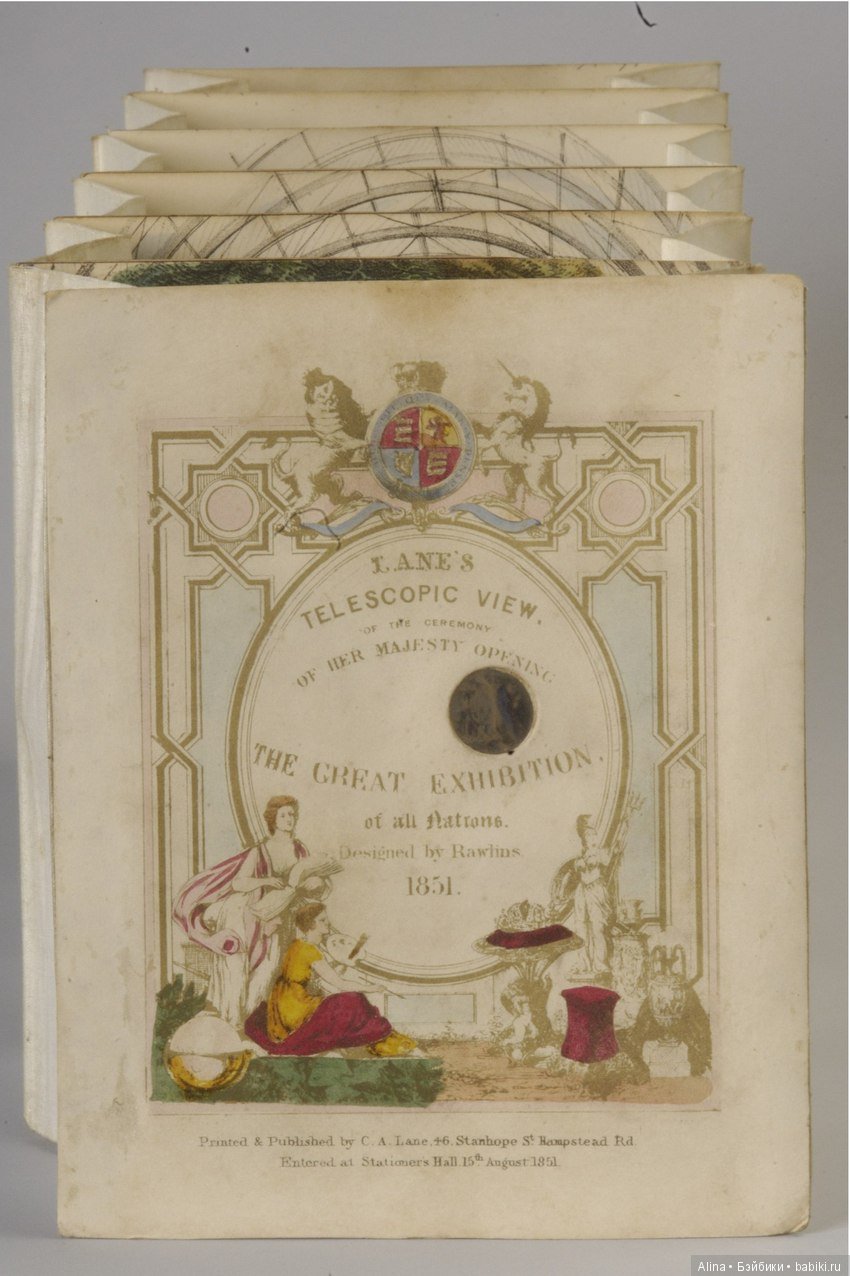 LANE'S
TELESCOPIC VIEW,
OF THE CEREMONY
OF HER MAJESTY OPENING
THE GREAT EXHIBITION,
of all Nations.
Designed by Rawlins.
1851.
Printed & Published by C. A. Lane, 46, Stanhope St. Hampstead Rd.
Entered at Stationer's Hall 15th August 1851.
Alina • Бэйбики • babiki.ru